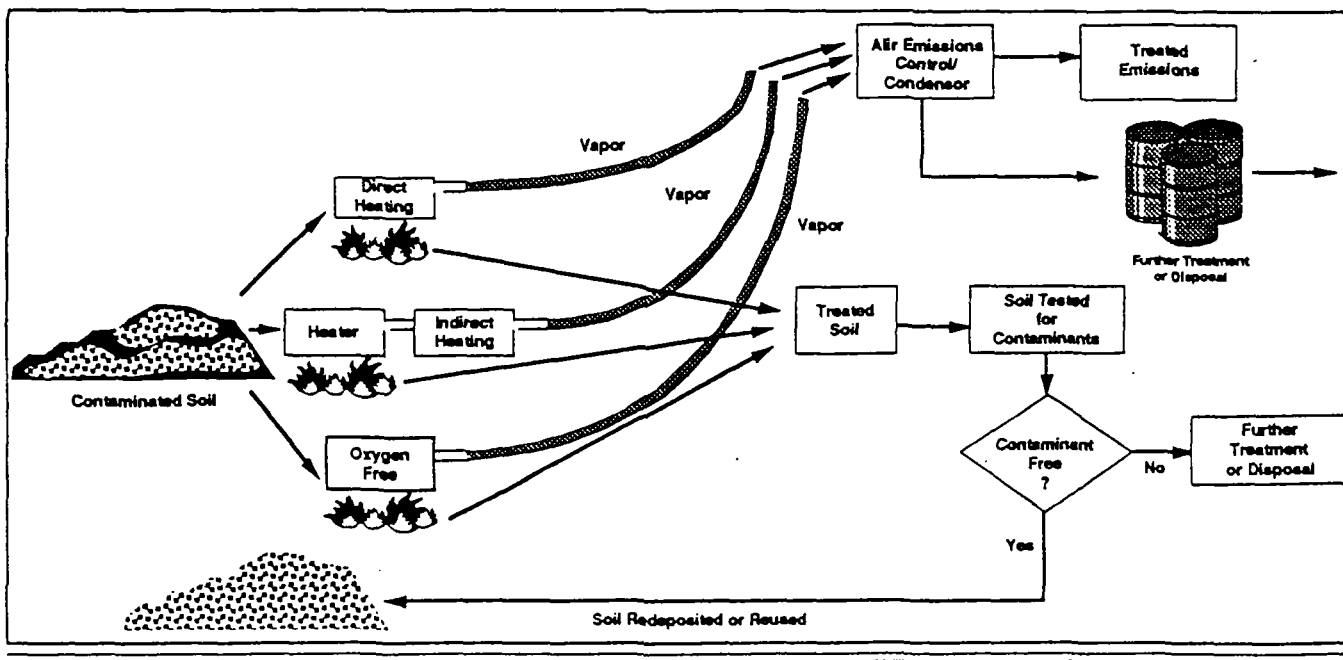 Air Emissions
Control/
Condensor
Treated
Emissions
Vapor
Direct
Heating
Vapor
Vapor
Further Treatment
or Disposal
Heater
Indirect
Heating
Treated
Soil
Soil Tested
for
Contaminants
Contaminated Soil
Oxygen
Free
Contaminant
Free
?
No
Further
Treatment
or Disposal
Yes
Soil Redeposited or Reused